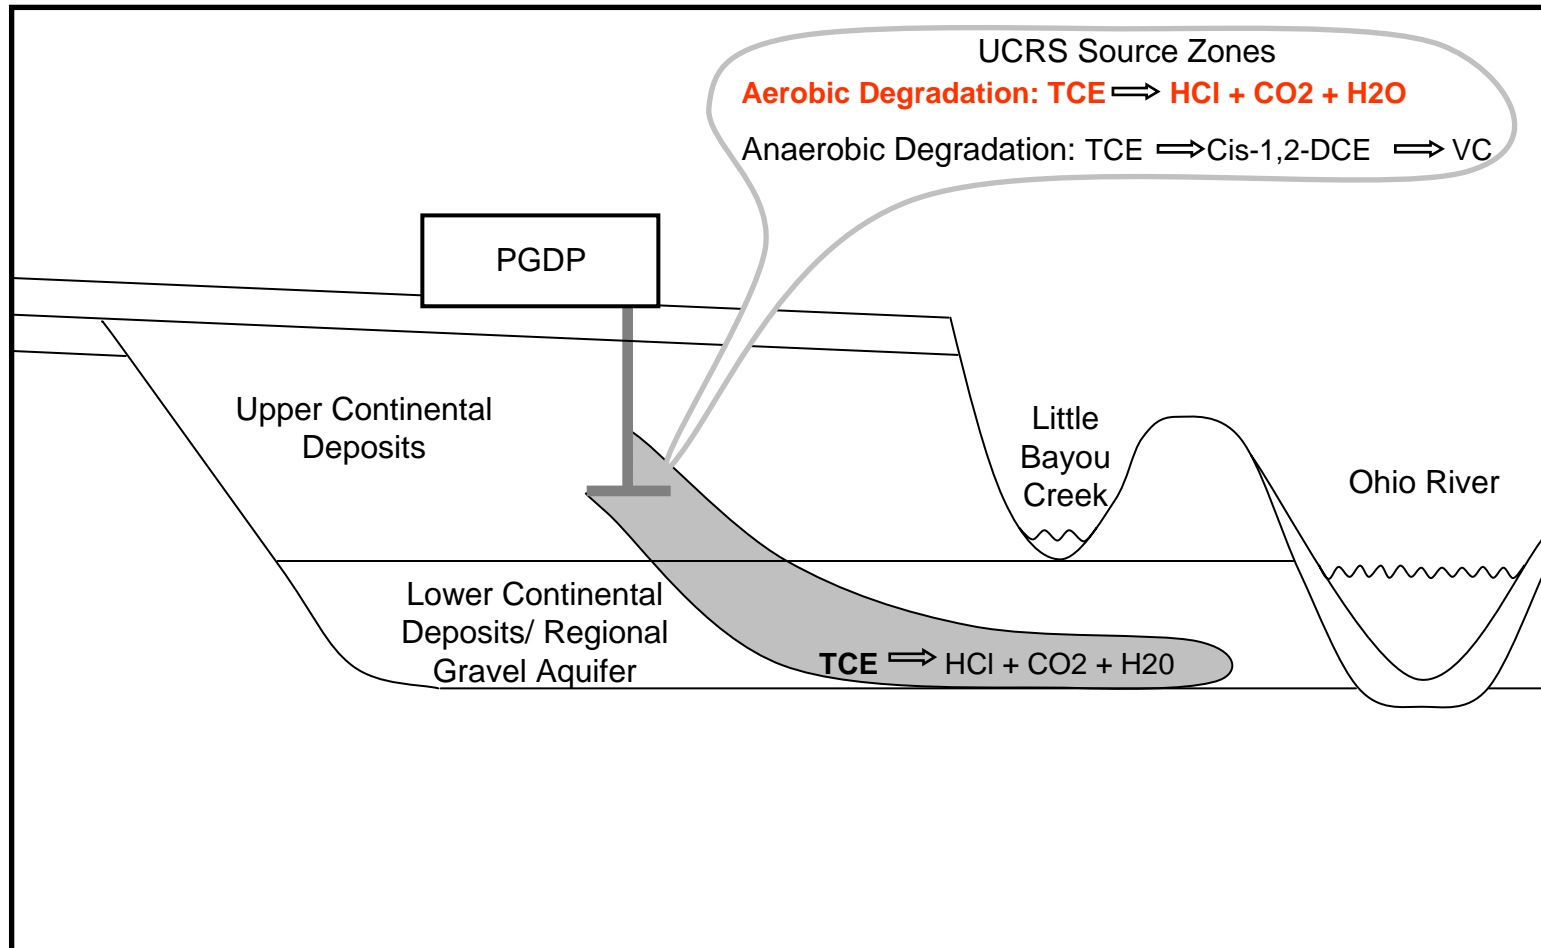 UCRS Source Zones
Aerobic Degradation: TCE ⇒ HCl + CO2 + H2O
Anaerobic Degradation: TCE ⇒ Cis-1,2-DCE ⇒ VC
PGDP
Upper Continental
Deposits
Little
Bayou
Creek
Ohio River
Lower Continental
Deposits/ Regional
Gravel Aquifer
TCE ⇒ HCl + CO2 + H20